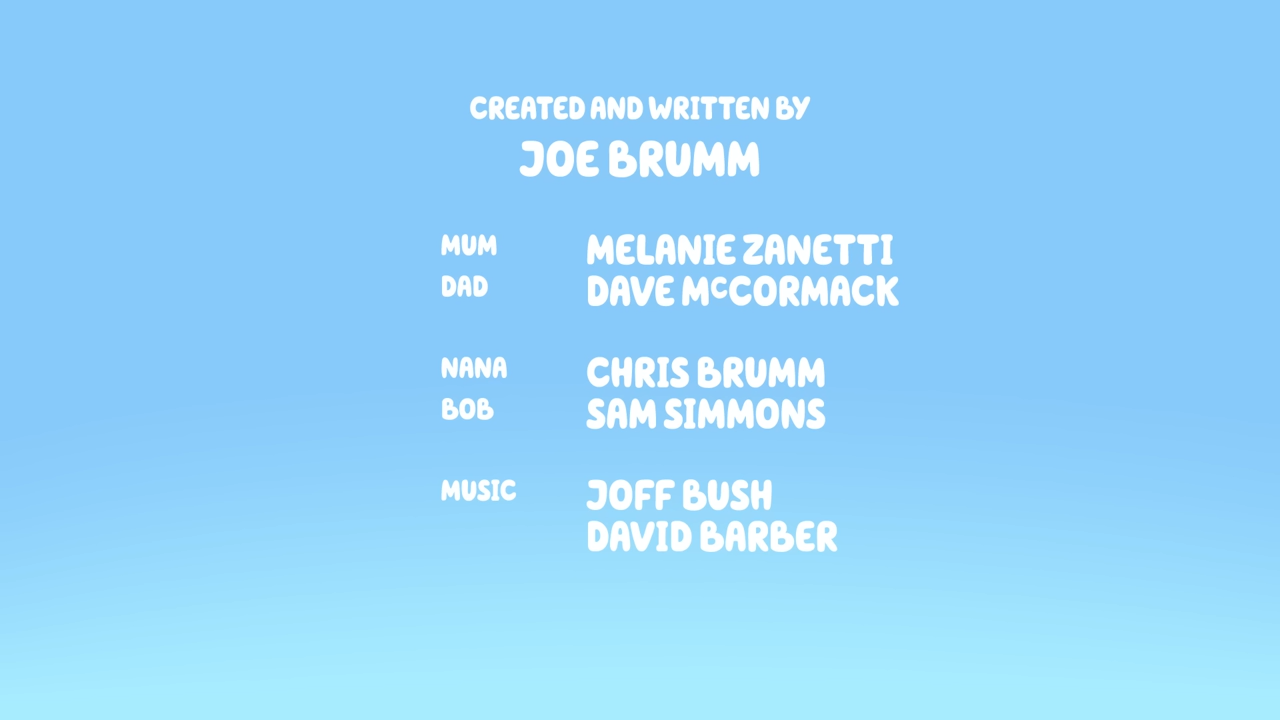 CREATED AND WRITTEN BY
JOE BRUMM
MUM MELANIE ZANETTI
DAD DAVE McCORMACK
NANA CHRIS BRUMM
BOB SAM SIMMONS
MUSIC JOFF BUSH
DAVID BARBER